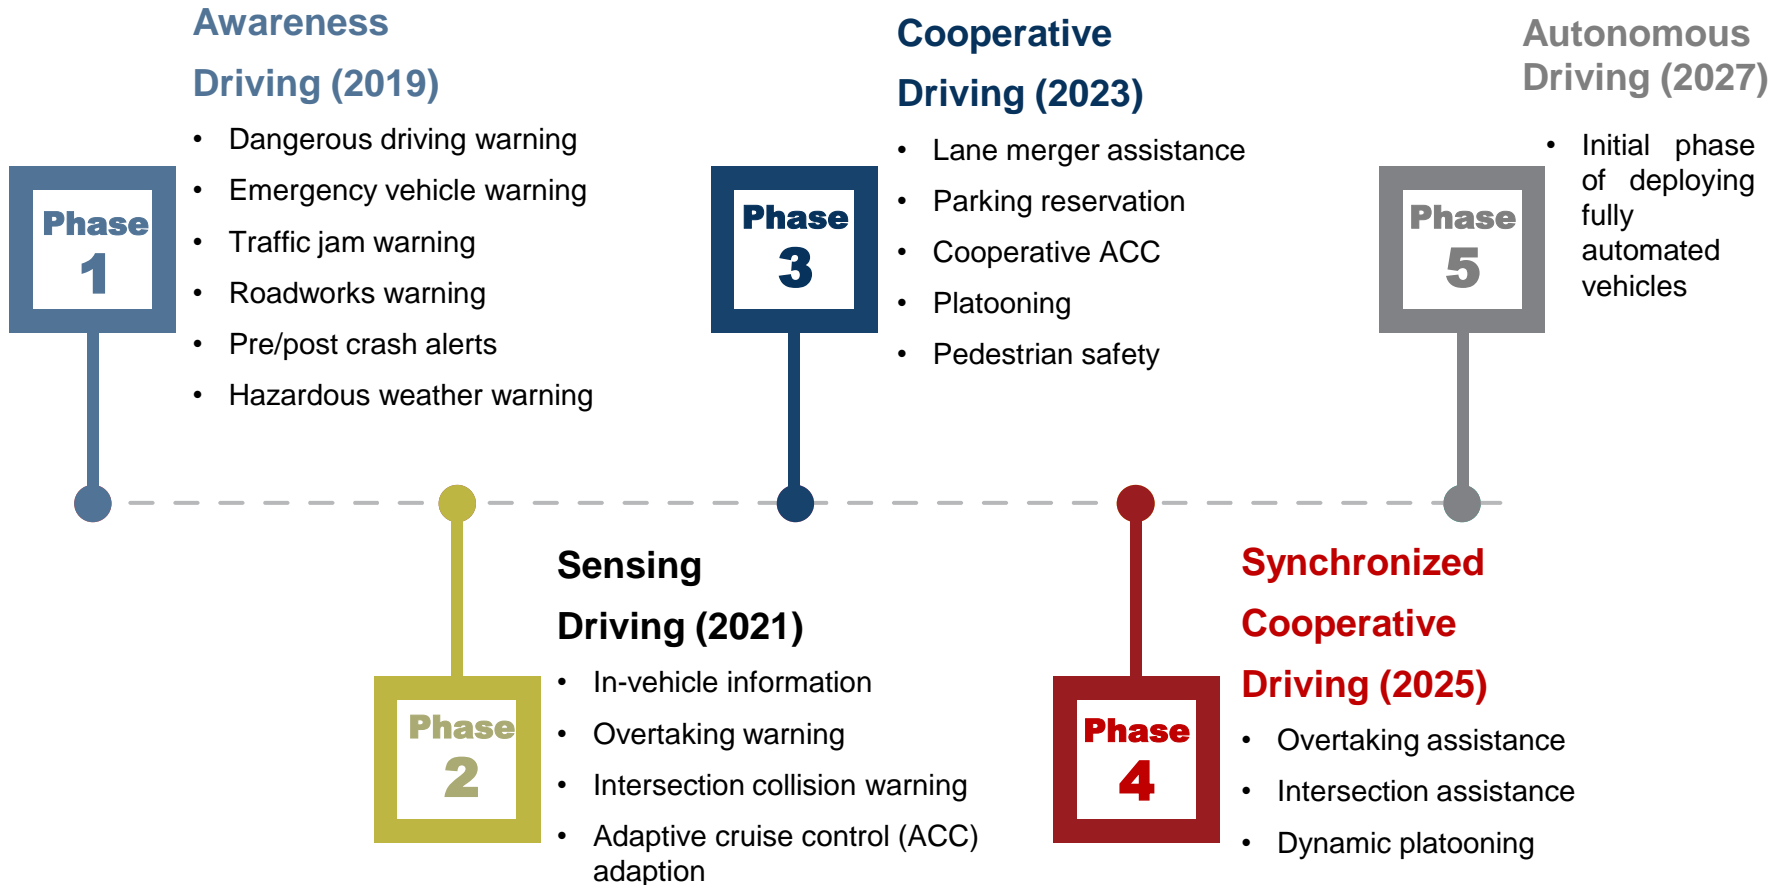 Awareness
Driving (2019)
• Dangerous driving warning
• Emergency vehicle warning
• Traffic jam warning
• Roadworks warning
• Pre/post crash alerts
• Hazardous weather warning
Phase
1
Sensing
Driving (2021)
• In-vehicle information
• Overtaking warning
• Intersection collision warning
• Adaptive cruise control (ACC)
adaption
Phase
2
Cooperative
Driving (2023)
• Lane merger assistance
• Parking reservation
• Cooperative ACC
• Platooning
• Pedestrian safety
Phase
3
Synchronized
Cooperative
Driving (2025)
• Overtaking assistance
• Intersection assistance
• Dynamic platooning
Phase
4
Autonomous
Driving (2027)
• Initial phase
of deploying
fully
automated
vehicles
Phase
5